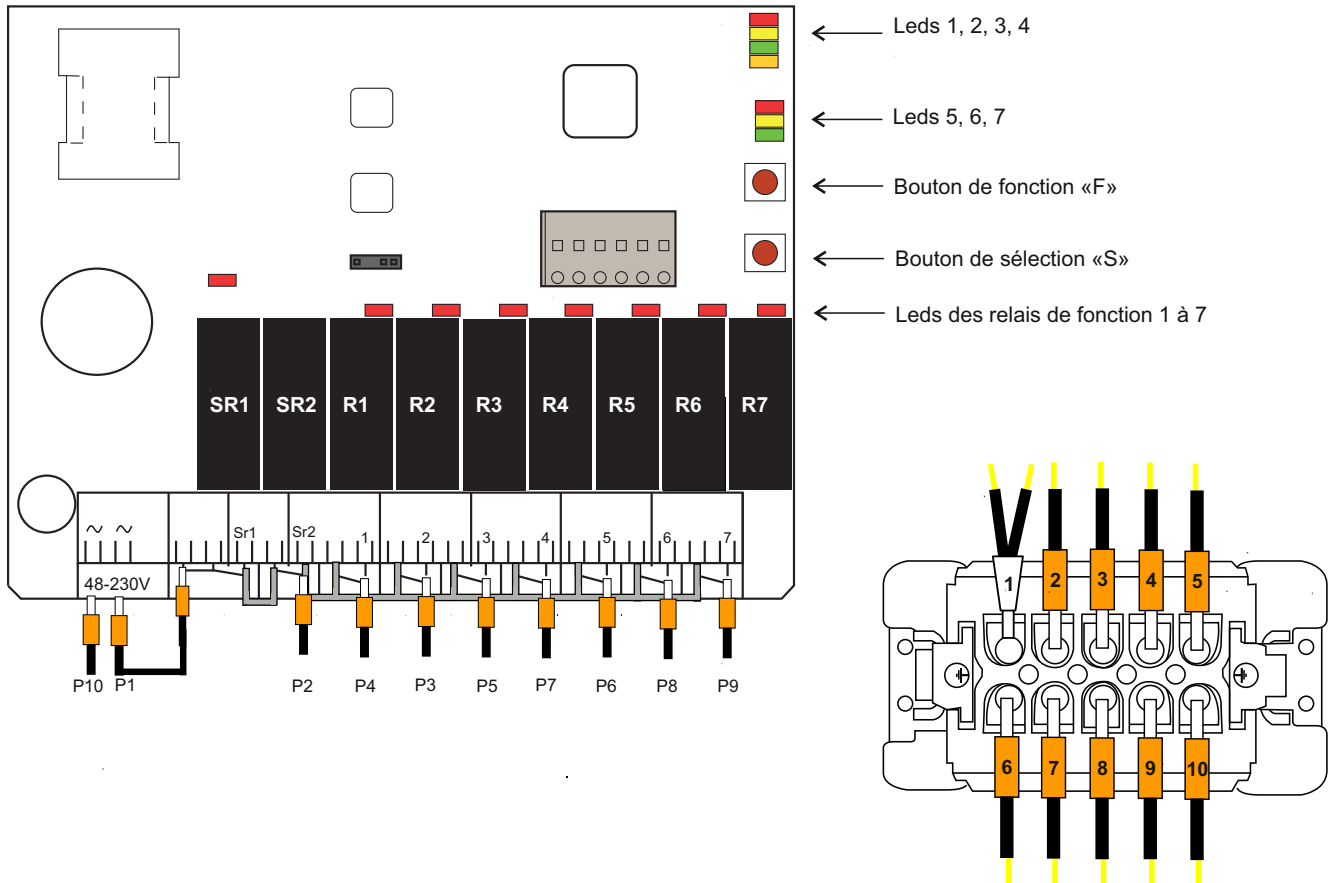 Leds 1, 2, 3, 4
Leds 5, 6, 7
Bouton de fonction «F»
Bouton de sélection «S»
Leds des relais de fonction 1 à 7
SR1 SR2 R1 R2 R3 R4 R5 R6 R7
~ ~ Sr1 Sr2 1 2 3 4 5 6 7
48-230V
P10 P1 P2 P4 P3 P5 P7 P6 P8 P9
1 2 3 4 5
6 7 8 9 10